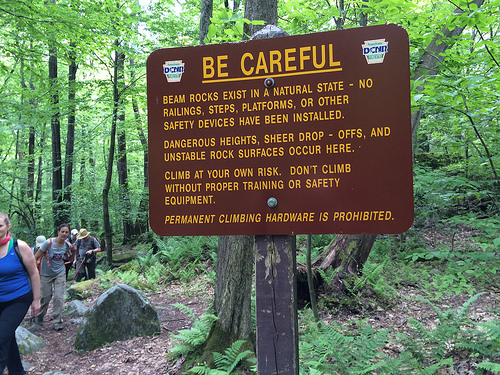 DCNR
DCNR
BE CAREFUL
BEAM ROCKS EXIST IN A NATURAL STATE - NO
RAILINGS, STEPS, PLATFORMS, OR OTHER
SAFETY DEVICES HAVE BEEN INSTALLED.
DANGEROUS HEIGHTS, SHEER DROP - OFFS, AND
UNSTABLE ROCK SURFACES OCCUR HERE.
CLIMB AT YOUR OWN RISK. DON'T CLIMB
WITHOUT PROPER TRAINING OR SAFETY
EQUIPMENT.
PERMANENT CLIMBING HARDWARE IS PROHIBITED.